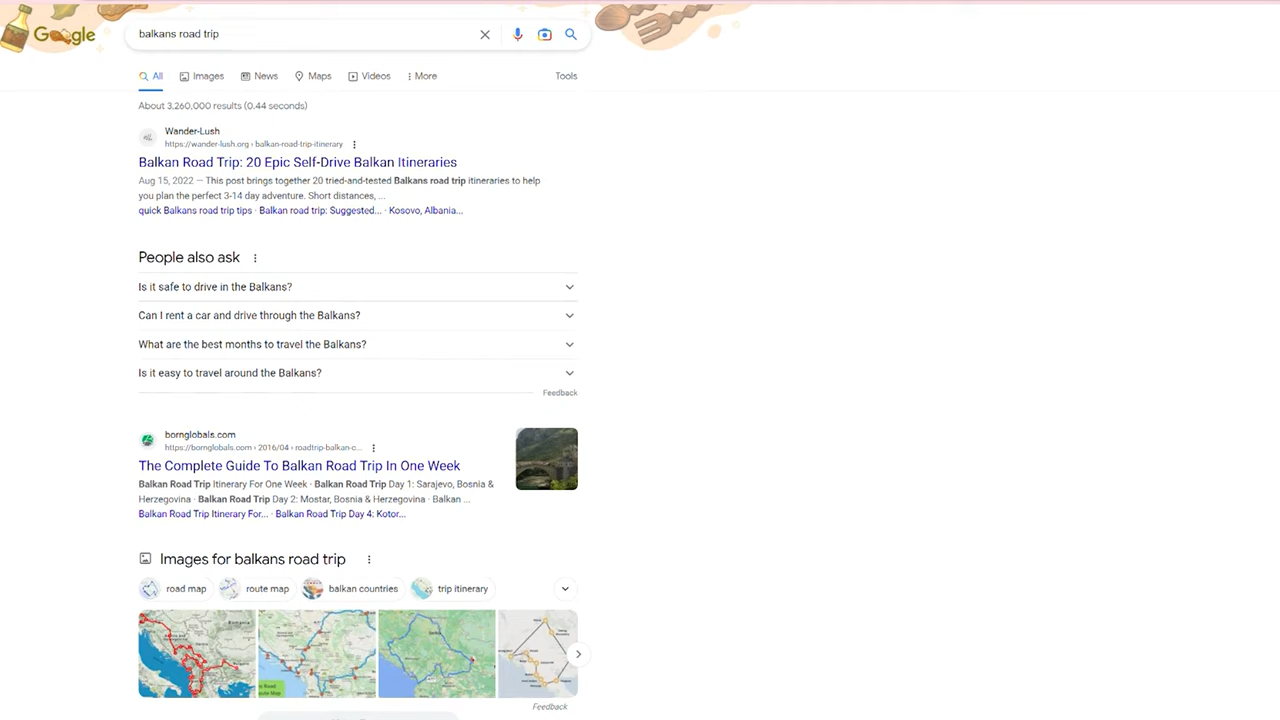 Google
balkans road trip
All
Images
News
Maps
Videos
More
Tools
About 3,260,000 results (0.44 seconds)
Wander-Lush
https://wander-lush.org › balkan-road-trip-itinerary
Balkan Road Trip: 20 Epic Self-Drive Balkan Itineraries
Aug 15, 2022 — This post brings together 20 tried-and-tested Balkans road trip itineraries to help
you plan the perfect 3-14 day adventure. Short distances, ...
quick Balkans road trip tips · Balkan road trip: Suggested... · Kosovo, Albania...
People also ask
Is it safe to drive in the Balkans?
Can I rent a car and drive through the Balkans?
What are the best months to travel the Balkans?
Is it easy to travel around the Balkans?
Feedback
bornglobals.com
https://bornglobals.com › 2016/04 › roadtrip-balkan-c...
The Complete Guide To Balkan Road Trip In One Week
Balkan Road Trip Itinerary For One Week · Balkan Road Trip Day 1: Sarajevo, Bosnia &
Herzegovina · Balkan Road Trip Day 2: Mostar, Bosnia & Herzegovina · Balkan ...
Balkan Road Trip Itinerary For... · Balkan Road Trip Day 4: Kotor...
Images for balkans road trip
road map
route map
balkan countries
trip itinerary
Feedback